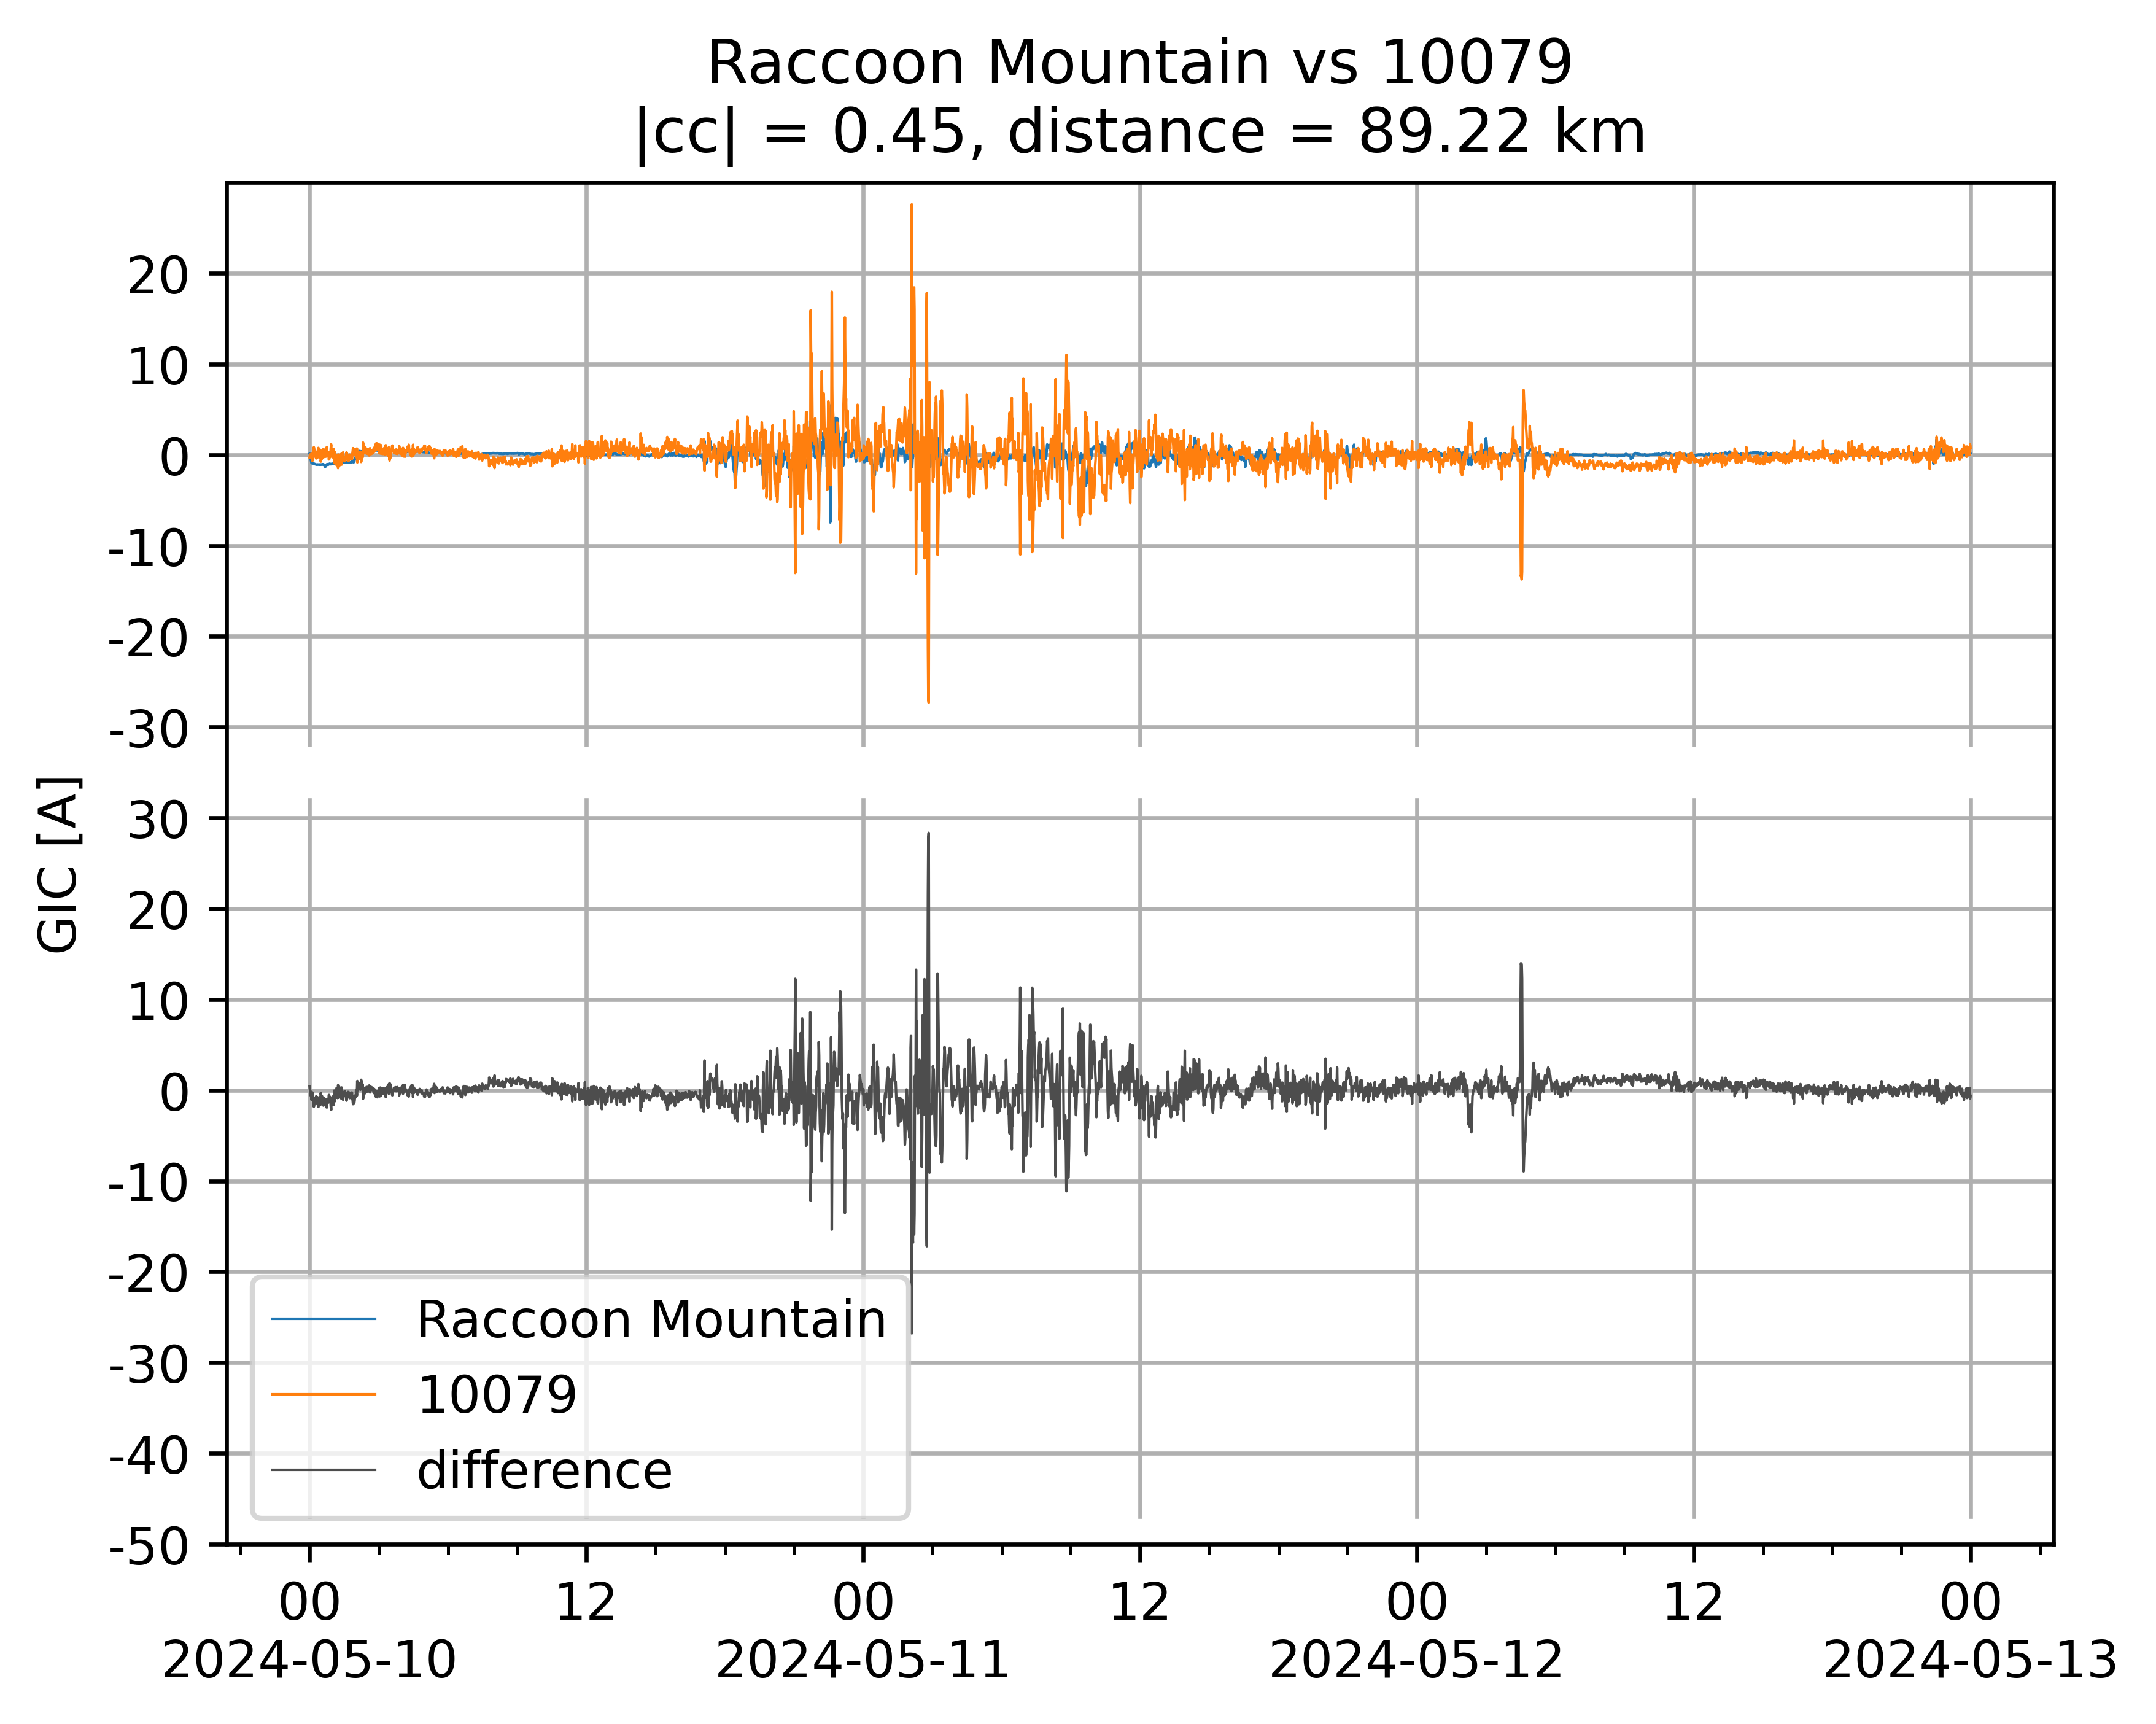 Raccoon Mountain vs 10079
|cc| = 0.45, distance = 89.22 km
GIC [A]
20
10
0
-10
-20
-30
30
20
10
0
-10
-20
-30
-40
-50
Raccoon Mountain
10079
difference
00 12 00 12 00 12 00
2024-05-10 2024-05-11 2024-05-12 2024-05-13